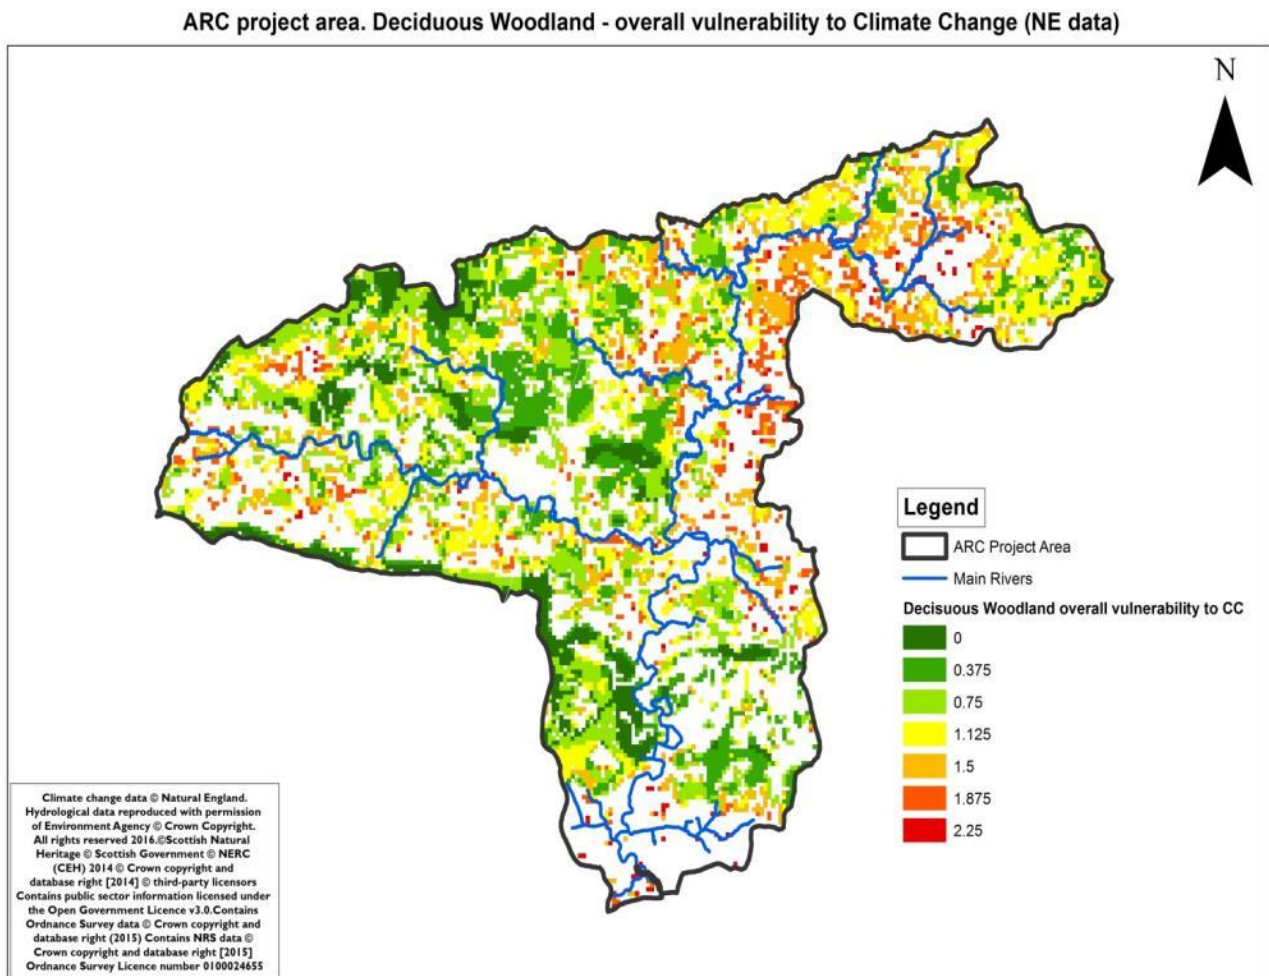 ARC project area. Deciduous Woodland - overall vulnerability to Climate Change (NE data)
N
Legend
ARC Project Area
Main Rivers
Decisuous Woodland overall vulnerability to CC
0
0.375
0.75
1.125
1.5
1.875
2.25
Climate change data © Natural England.
Hydrological data reproduced with permission
of Environment Agency © Crown Copyright.
All rights reserved 2016.©Scottish Natural
Heritage © Scottish Government © NERC
(CEH) 2014 © Crown copyright and
database right [2014] © third-party licensors
Contains public sector information licensed under
the Open Government Licence v3.0.Contains
Ordnance Survey data © Crown copyright and
database right (2015) Contains NRS data ©
Crown copyright and database right [2015]
Ordnance Survey Licence number 0100024655